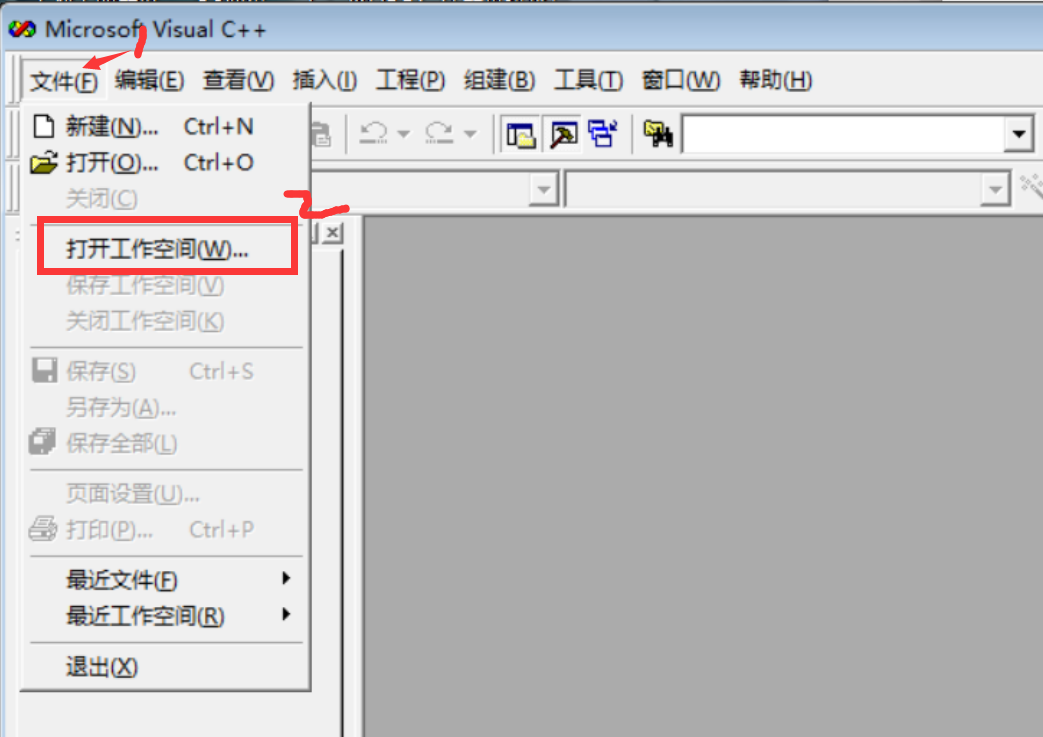 Microsoft Visual C++
文件(F) 编辑(E) 查看(V) 插入(I) 工程(P) 组建(B) 工具(T) 窗口(W) 帮助(H)
1
新建(N)... Ctrl+N
打开(O)... Ctrl+O
关闭(C)
2
打开工作空间(W)...
保存工作空间(V)
关闭工作空间(K)
保存(S) Ctrl+S
另存为(A)...
保存全部(L)
页面设置(U)...
打印(P)... Ctrl+P
最近文件(F)
最近工作空间(R)
退出(X)